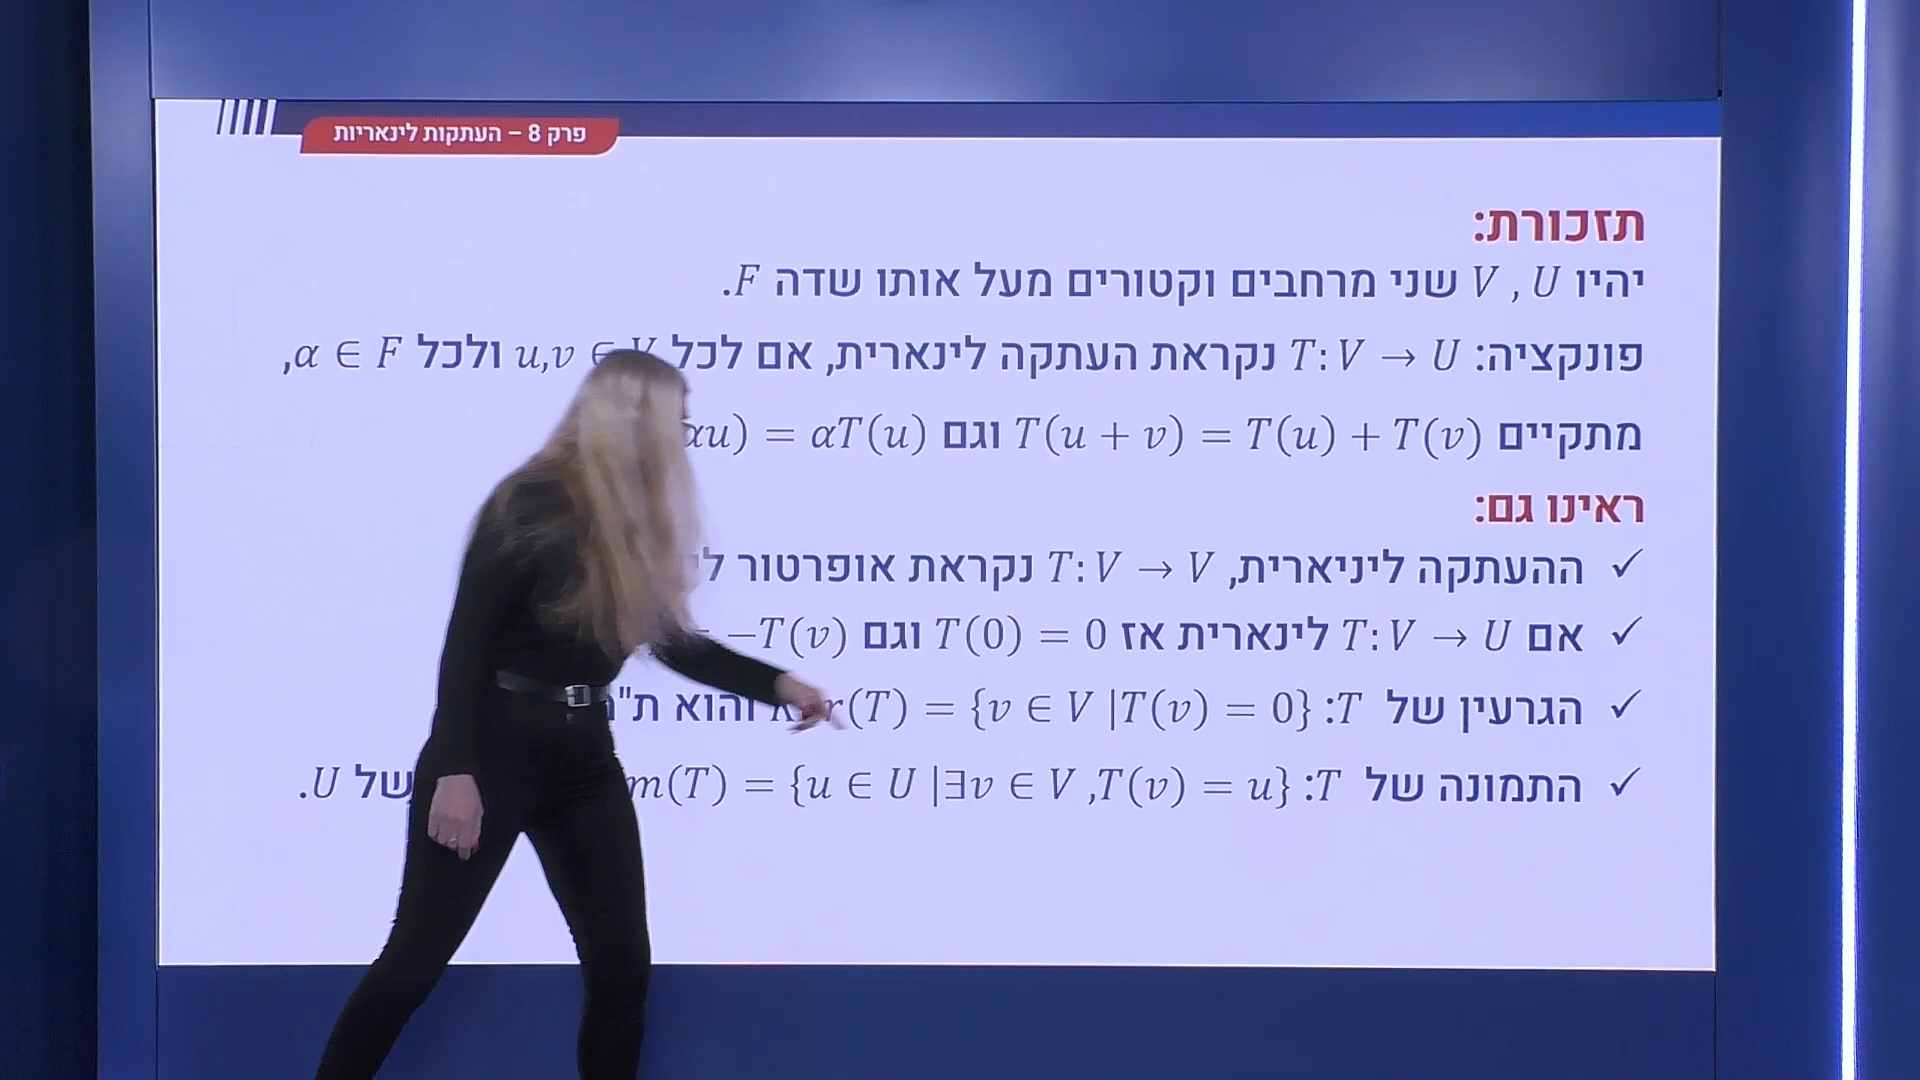 פרק 8 – העתקות לינאריות
תזכורת:
יהיו V , U שני מרחבים וקטורים מעל אותו שדה F.
פונקציה: T: V → U נקראת העתקה לינארית, אם לכל u,v ∈ V ולכל α ∈ F,
מתקיים T(u + v) = T(u) + T(v) וגם αu) = αT(u)
ראינו גם:
✓ ההעתקה ליניארית, T: V → V נקראת אופרטור
✓ אם T: V → U לינארית אז T(0) = 0 וגם = −T(v)
✓ הגרעין של T: r(T) = {v ∈ V |T(v) = 0} והוא
✓ התמונה של T: m(T) = {u ∈ U |∃v ∈ V ,T(v) = u} של U.